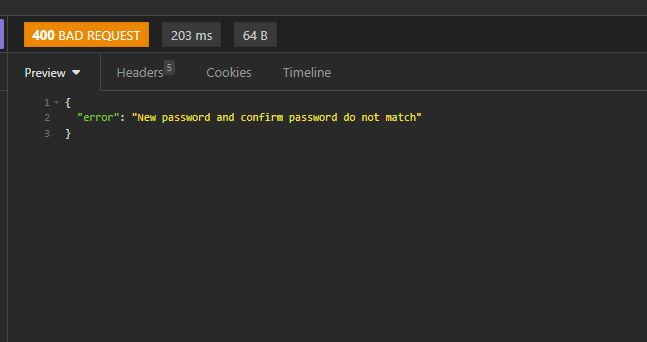 400 BAD REQUEST 203 ms 64 B
Preview Headers 5 Cookies Timeline
1 {
2 "error": "New password and confirm password do not match"
3 }